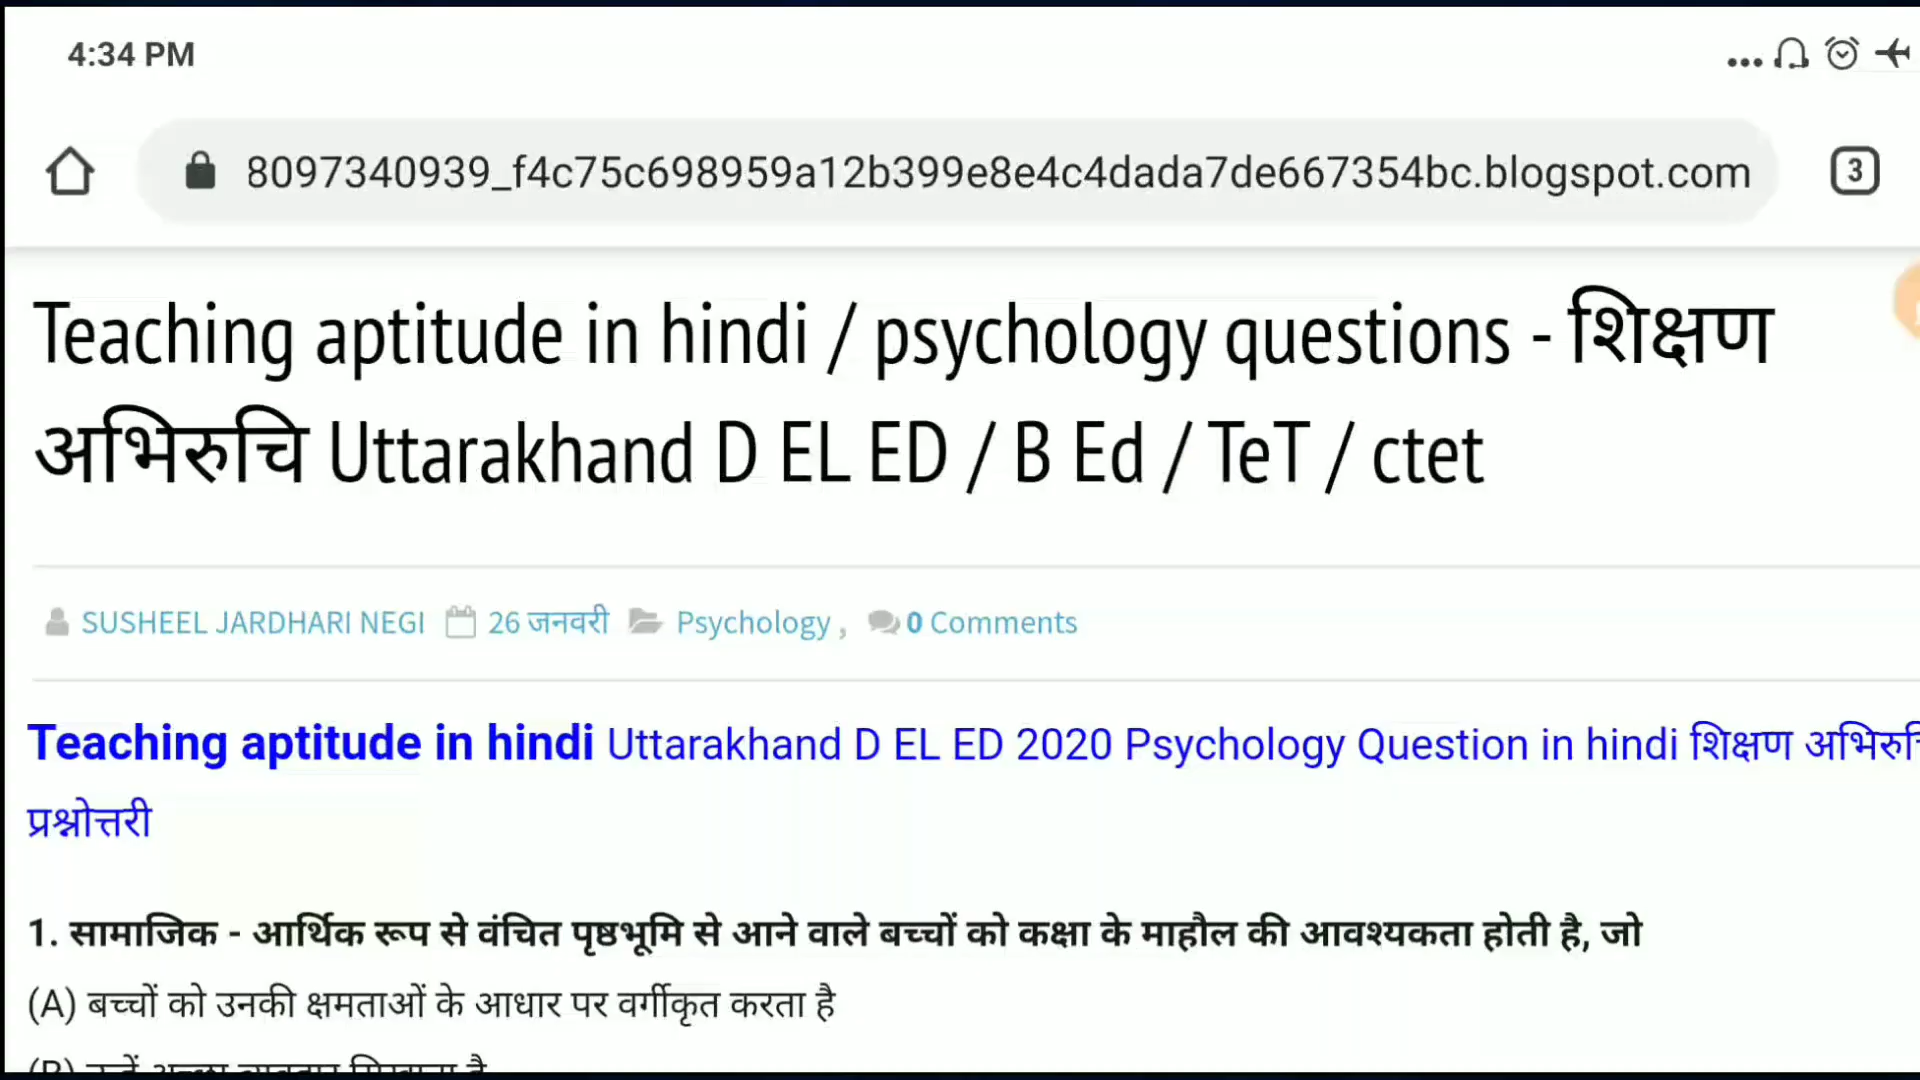 4:34 PM
8097340939_f4c75c698959a12b399e8e4c4dada7de667354bc.blogspot.com
3
Teaching aptitude in hindi / psychology questions - शिक्षण
अभिरुचि Uttarakhand D EL ED / B Ed / TeT / ctet
SUSHEEL JARDHARI NEGI 26 जनवरी Psychology , 0 Comments
Teaching aptitude in hindi Uttarakhand D EL ED 2020 Psychology Question in hindi शिक्षण
प्रश्नोत्तरी
1. सामाजिक - आर्थिक रूप से वंचित पृष्ठभूमि से आने वाले बच्चों को कक्षा के माहौल की आवश्यकता होती है, जो
(A) बच्चों को उनकी क्षमताओं के आधार पर वर्गीकृत करता है